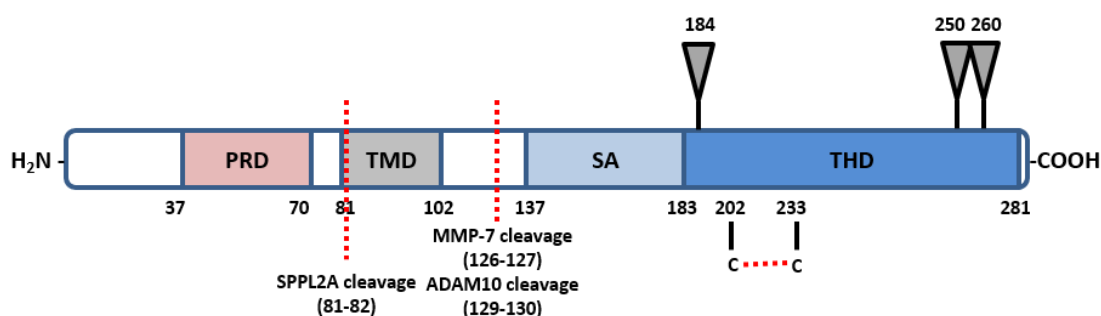 184 250 260
H₂N - PRD TMD SA THD -COOH
37 70 81 102 137 183 202 233 281
MMP-7 cleavage
(126-127)
C C
SPPL2A cleavage ADAM10 cleavage
(81-82) (129-130)